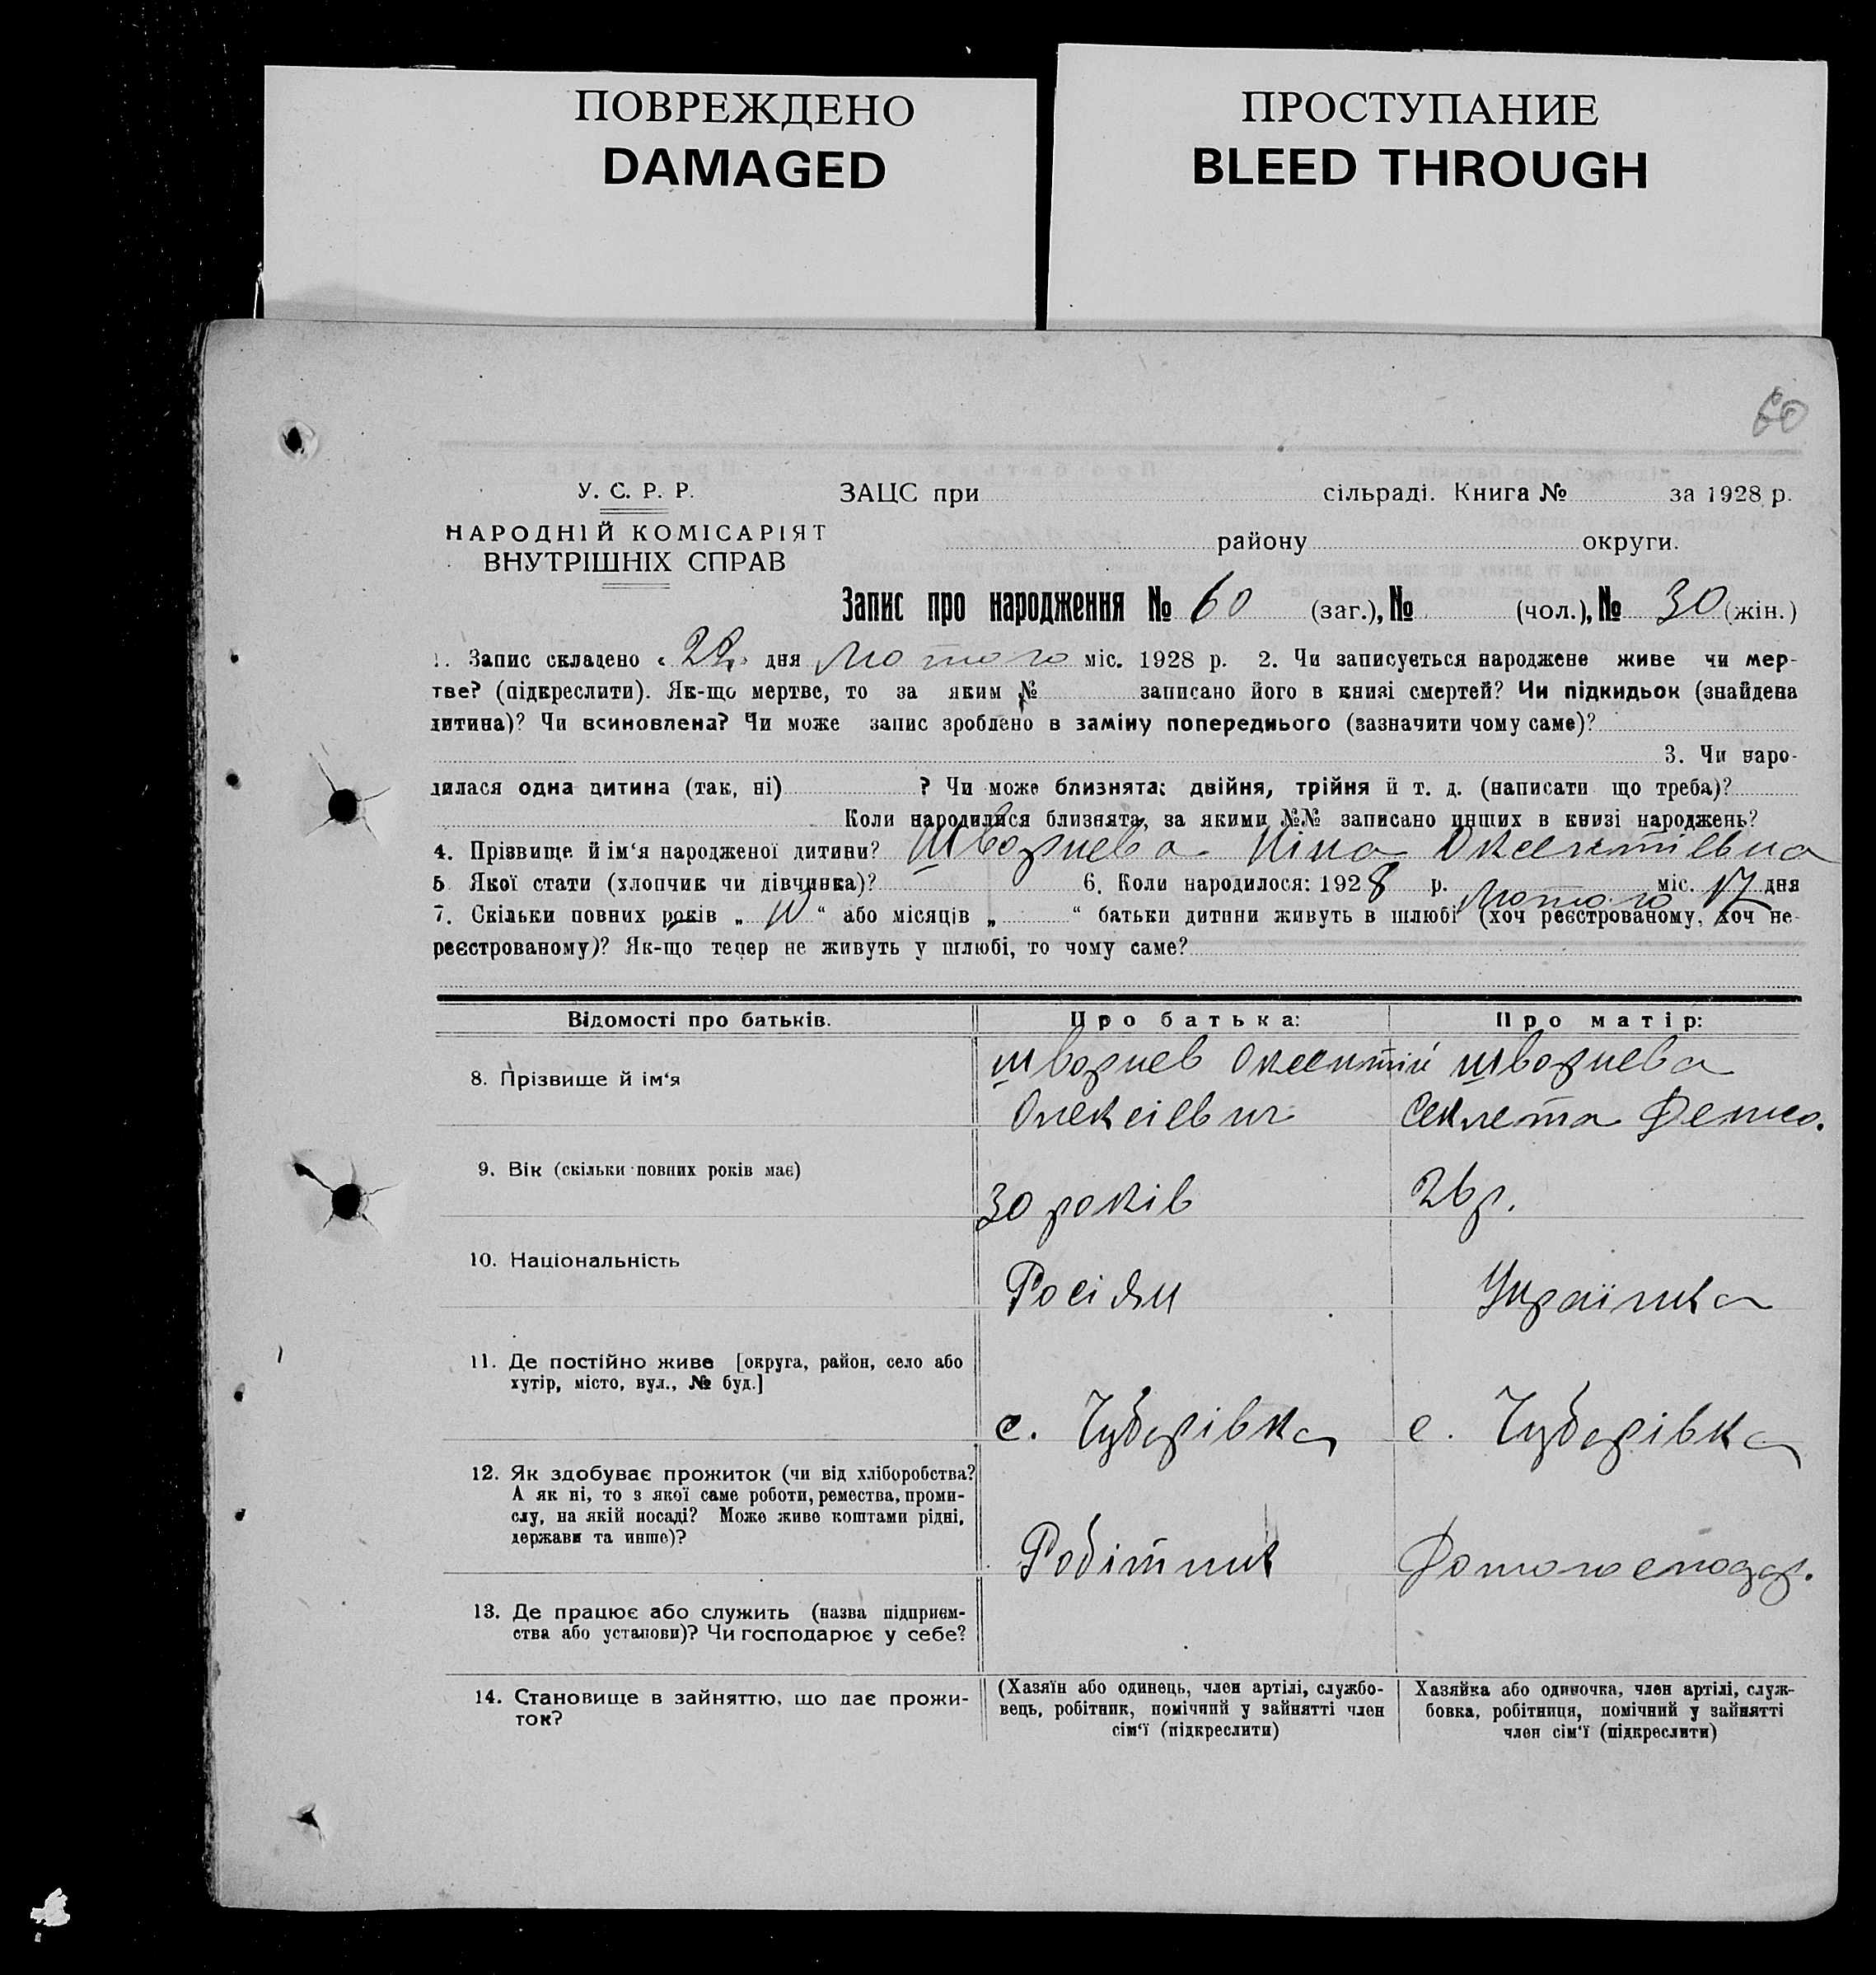 ПОВРЕЖДЕНО
DAMAGED
ПРОСТУПАНИЕ
BLEED THROUGH
60
У. С. Р. Р.
НАРОДНІЙ КОМІСАРІЯТ
ВНУТРІШНІХ СПРАВ
ЗАЦС при сільраді. Книга № за 1928 р.
району округи.
Запис про народження № 60 (заг.), № (чол.), № 30 (жін.)
1. Запис складено « 22 » дня Лютого міс. 1928 р. 2. Чи записується народжене живе чи мер-
тве? (підкреслити). Як-що мертве, то за яким № записано його в книзі смертей? Чи підкидьок (знайдена
дитина)? Чи всиновлена? Чи може запис зроблено в заміну попереднього (зазначити чому саме)?
3. Чи наро-
дилася одна дитина (так, ні) ? Чи може близнята: двійня, трійня й т. д. (написати що треба)?
Коли народилися близнята, за якими №№ записано инших в книзі народжень?
4. Прізвище й ім'я народженої дитини? Шворнева Ніна Оксентіевна
5 Якої стати (хлопчик чи дівчинка)? 6. Коли народилося: 1928 р. Лютого міс. 17 дня
7. Скільки повних років „ 10 “ або місяців „ “ батьки дитини живуть в шлюбі (хоч реєстрованому, хоч не-
реєстрованому)? Як-що тепер не живуть у шлюбі, то чому саме?
Відомості про батьків. Про батька: Про матір:
8. Прізвище й ім'я
Шворнев Оксентій
Олексіевич
Шворнева
Секлета
9. Вік (скільки повних років має)
30 років
26 р.
10. Національність
Росіян
Українка
11. Де постійно живе [округа, район, село або
хутір, місто, вул., № буд.]
с. Чубарівка
с. Чубарівка
12. Як здобуває прожиток (чи від хліборобства?
А як ні, то з якої саме роботи, ремества, проми-
слу, на якій посаді? Може живе коштами рідні,
держави та инше)?
Робітник
Домогосподар.
13. Де працює або служить (назва підприєм-
ства або установи)? Чи господарює у себе?
14. Становище в зайняттю, що дає прожи-
ток?
(Хазяїн або одинець, член артілі, службо-
вець, робітник, помічний у зайнятті член
сім'ї (підкреслити)
Хазяйка або одиночка, член артілі, служ-
бовка, робітниця, помічний у зайнятті
член сім'ї (підкреслити)